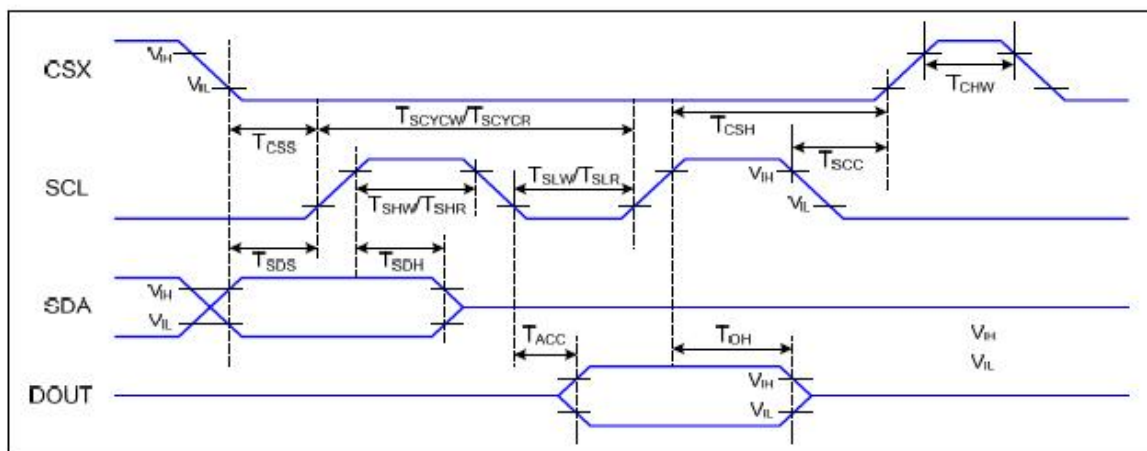 CSX
VIH
VIL
TCHW
TSCYCW/TSCYCR
TCSH
TCSS
TSCC
SCL
TSLW/TSLR
VIH
TSHW/TSHR
VIL
TSDS
TSDH
SDA
VIH
VIL
TACC
TIOH
VIH
VIL
DOUT
VIH
VIL